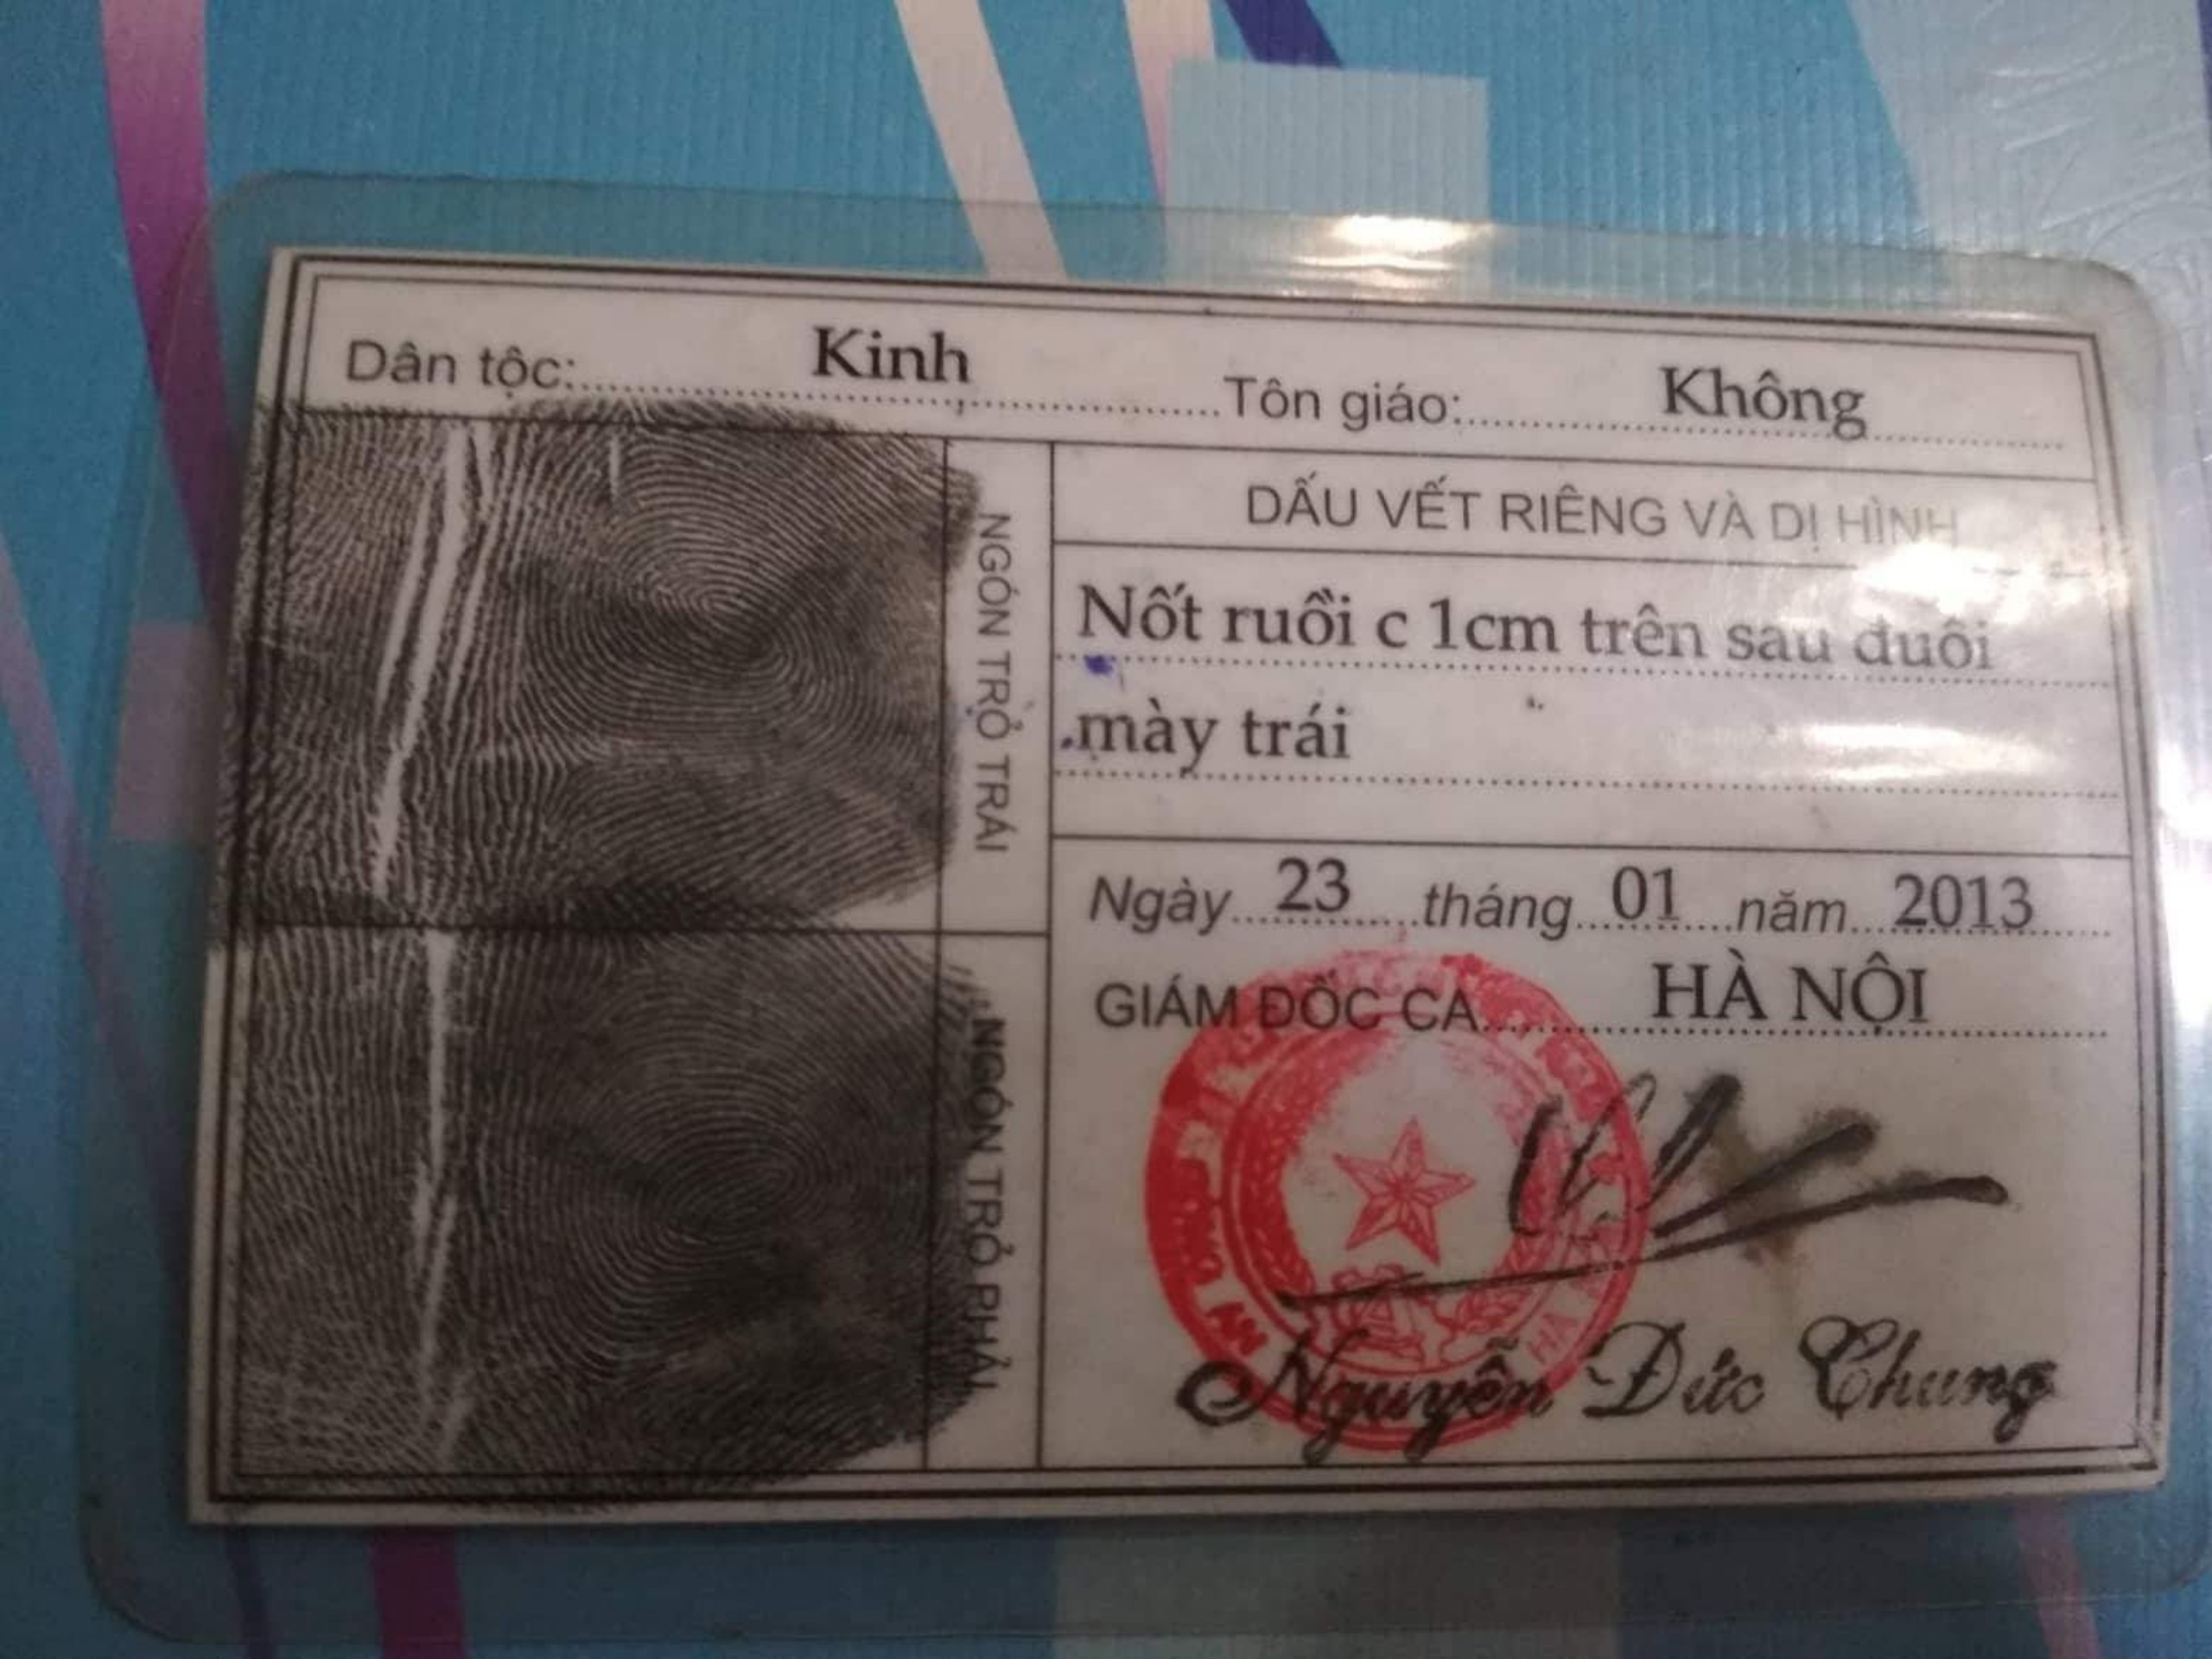 Dân tộc: Kinh Tôn giáo: Không
NGÓN TRỎ TRÁI
NGÓN TRỎ PHẢI
DẤU VẾT RIÊNG VÀ DỊ HÌNH
Nốt ruồi c 1cm trên sau đuôi
mày trái
Ngày 23 tháng 01 năm 2013
GIÁM ĐỐC CA HÀ NỘI
Nguyễn Đức Chung